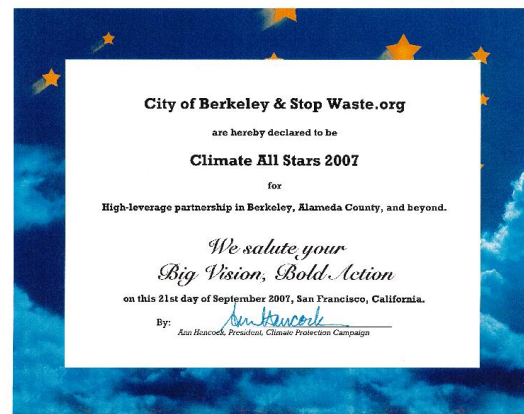 City of Berkeley & Stop Waste.org
are hereby declared to be
Climate All Stars 2007
for
High-leverage partnership in Berkeley, Alameda County, and beyond.
We salute your
Big Vision, Bold Action
on this 21st day of September 2007, San Francisco, California.
By: Ann Hancock
Ann Hancock, President, Climate Protection Campaign